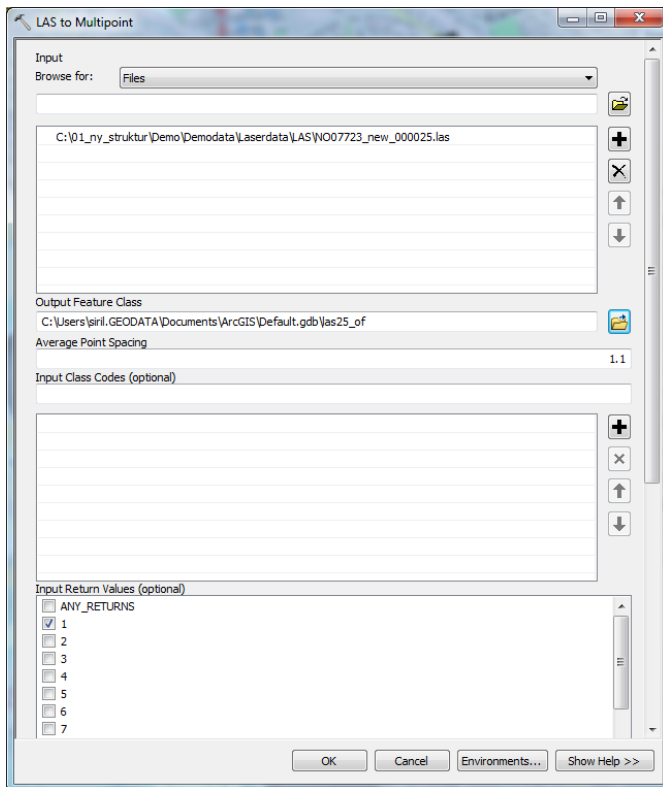 LAS to Multipoint
Input
Browse for: Files
C:\01_ny_struktur\Demo\Demodata\Laserdata\LAS\NO07723_new_000025.las
Output Feature Class
C:\Users\siril.GEODATA\Documents\ArcGIS\Default.gdb\las25_of
Average Point Spacing
1.1
Input Class Codes (optional)
Input Return Values (optional)
ANY_RETURNS
1
2
3
4
5
6
7
OK Cancel Environments... Show Help >>